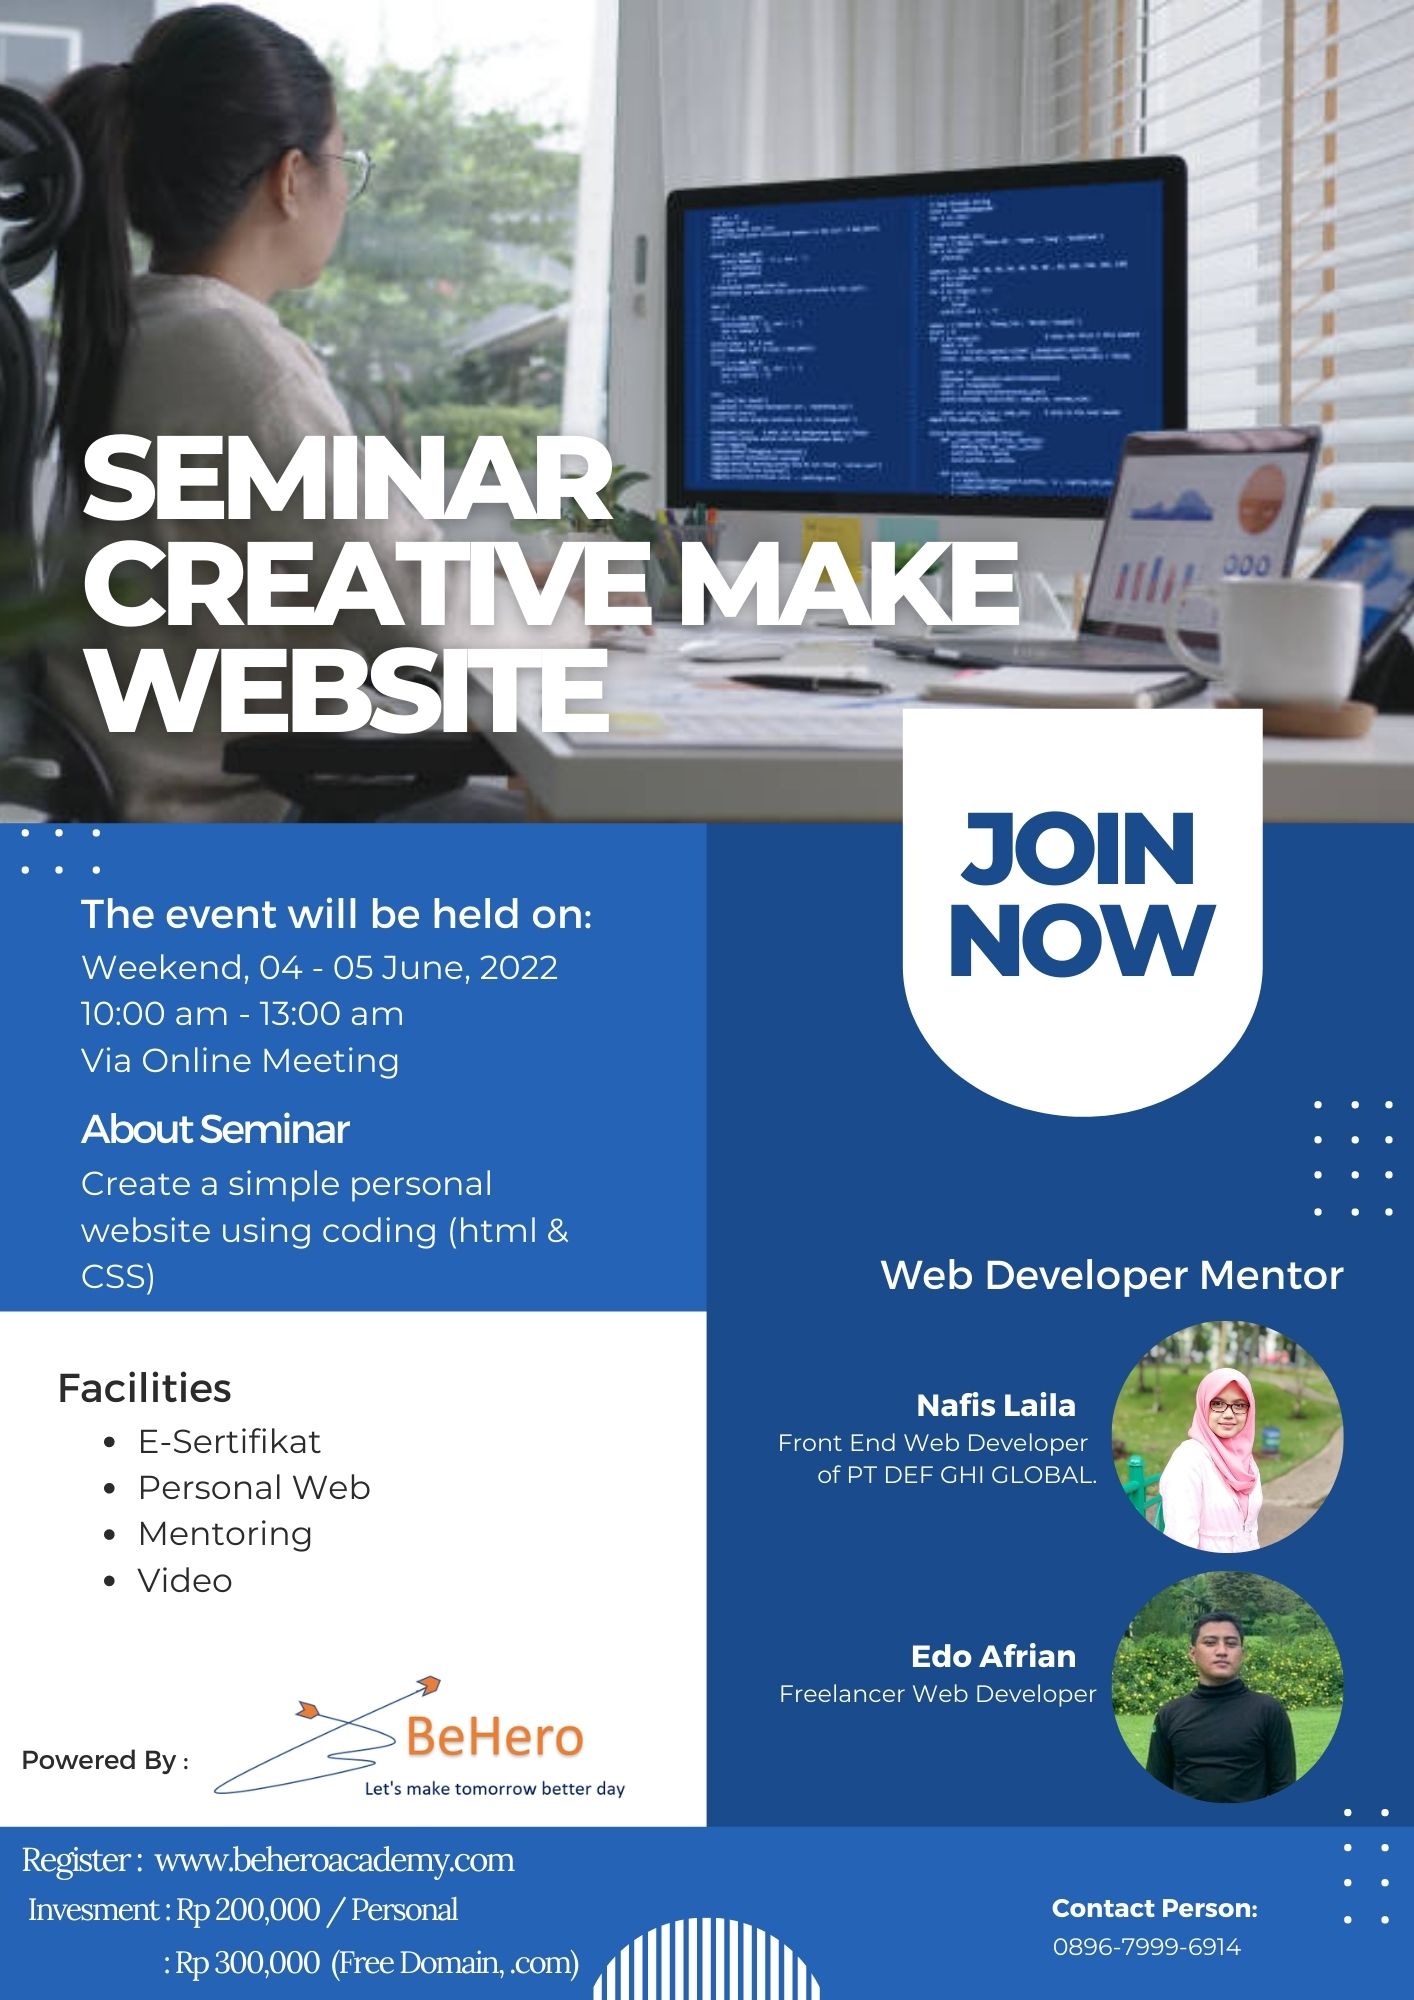 SEMINAR
CREATIVE MAKE
WEBSITE
JOIN
NOW
The event will be held on:
Weekend, 04 - 05 June, 2022
10:00 am - 13:00 am
Via Online Meeting
About Seminar
Create a simple personal
website using coding (html &
CSS)
Facilities
• E-Sertifikat
• Personal Web
• Mentoring
• Video
Web Developer Mentor
Nafis Laila
Front End Web Developer
of PT DEF GHI GLOBAL.
Edo Afrian
Freelancer Web Developer
Powered By :
BeHero
Let's make tomorrow better day
Register : www.beheroacademy.com
Invesment : Rp 200,000 / Personal
: Rp 300,000 (Free Domain, .com)
Contact Person:
0896-7999-6914